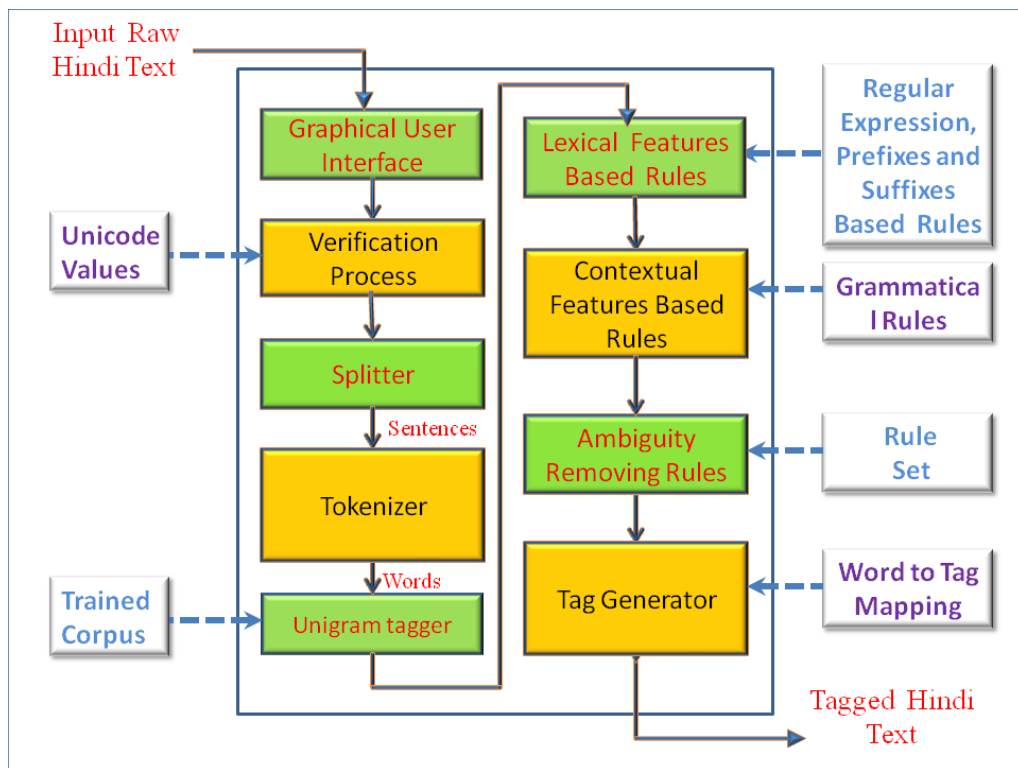 Input Raw
Hindi Text
Graphical User
Interface
Unicode
Values
Verification
Process
Splitter
Sentences
Tokenizer
Words
Trained
Corpus
Unigram tagger
Lexical Features
Based Rules
Regular
Expression,
Prefixes and
Suffixes
Based Rules
Contextual
Features Based
Rules
Grammatica
l Rules
Ambiguity
Removing Rules
Rule
Set
Tag Generator
Word to Tag
Mapping
Tagged Hindi
Text